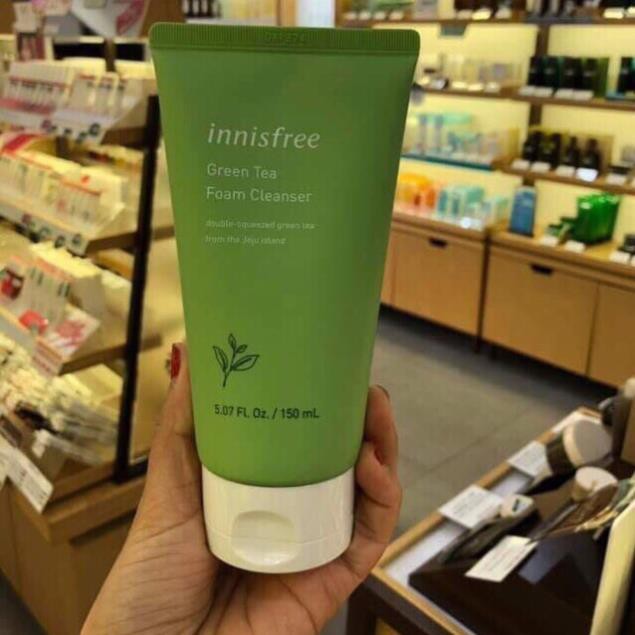 innisfree
Green Tea
Foam Cleanser
double-squeezed green tea
from the Jeju island
5.07 Fl. Oz. / 150 mL